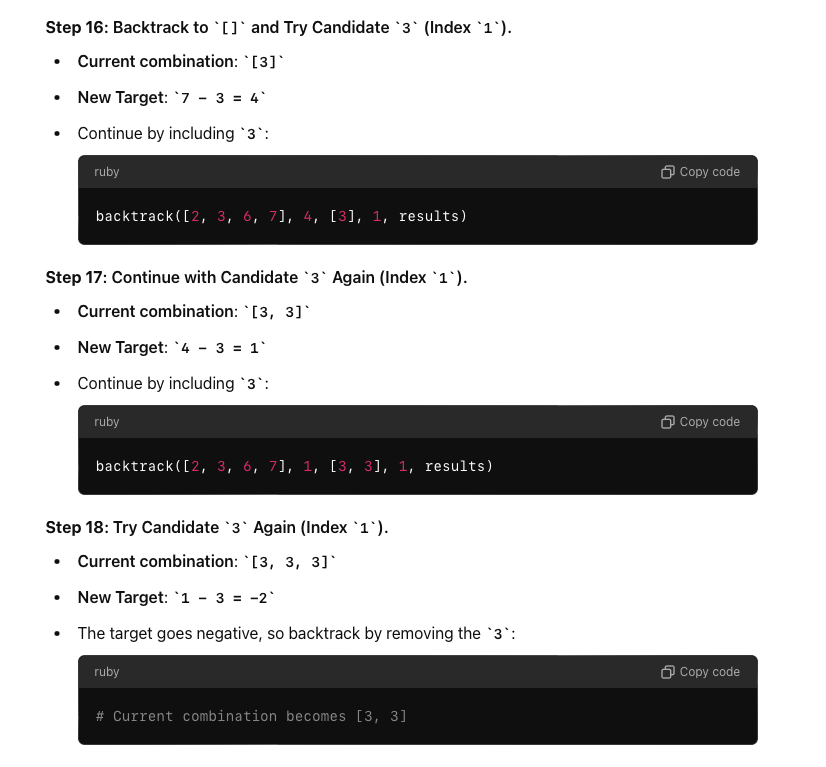 Step 16: Backtrack to `[]` and Try Candidate `3` (Index `1`).
• Current combination: `[3]`
• New Target: `7 - 3 = 4`
• Continue by including `3`:
ruby Copy code
backtrack([2, 3, 6, 7], 4, [3], 1, results)
Step 17: Continue with Candidate `3` Again (Index `1`).
• Current combination: `[3, 3]`
• New Target: `4 - 3 = 1`
• Continue by including `3`:
ruby Copy code
backtrack([2, 3, 6, 7], 1, [3, 3], 1, results)
Step 18: Try Candidate `3` Again (Index `1`).
• Current combination: `[3, 3, 3]`
• New Target: `1 - 3 = -2`
• The target goes negative, so backtrack by removing the `3`:
ruby Copy code
# Current combination becomes [3, 3]